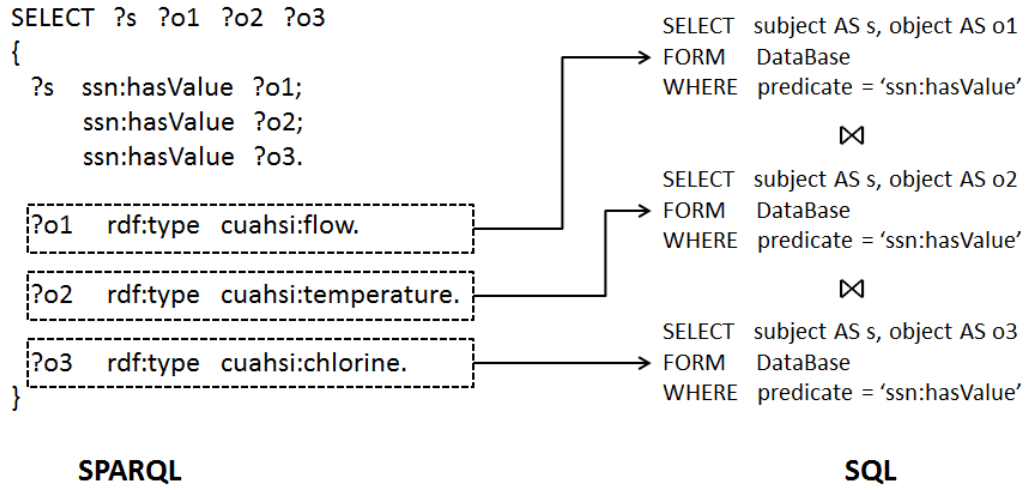 SELECT ?s ?o1 ?o2 ?o3
{
?s ssn:hasValue ?o1;
ssn:hasValue ?o2;
ssn:hasValue ?o3.
?o1 rdf:type cuahsi:flow.
?o2 rdf:type cuahsi:temperature.
?o3 rdf:type cuahsi:chlorine.
}
SPARQL
SELECT subject AS s, object AS o1
FORM DataBase
WHERE predicate = ‘ssn:hasValue’
⋈
SELECT subject AS s, object AS o2
FORM DataBase
WHERE predicate = ‘ssn:hasValue’
⋈
SELECT subject AS s, object AS o3
FORM DataBase
WHERE predicate = ‘ssn:hasValue’
SQL